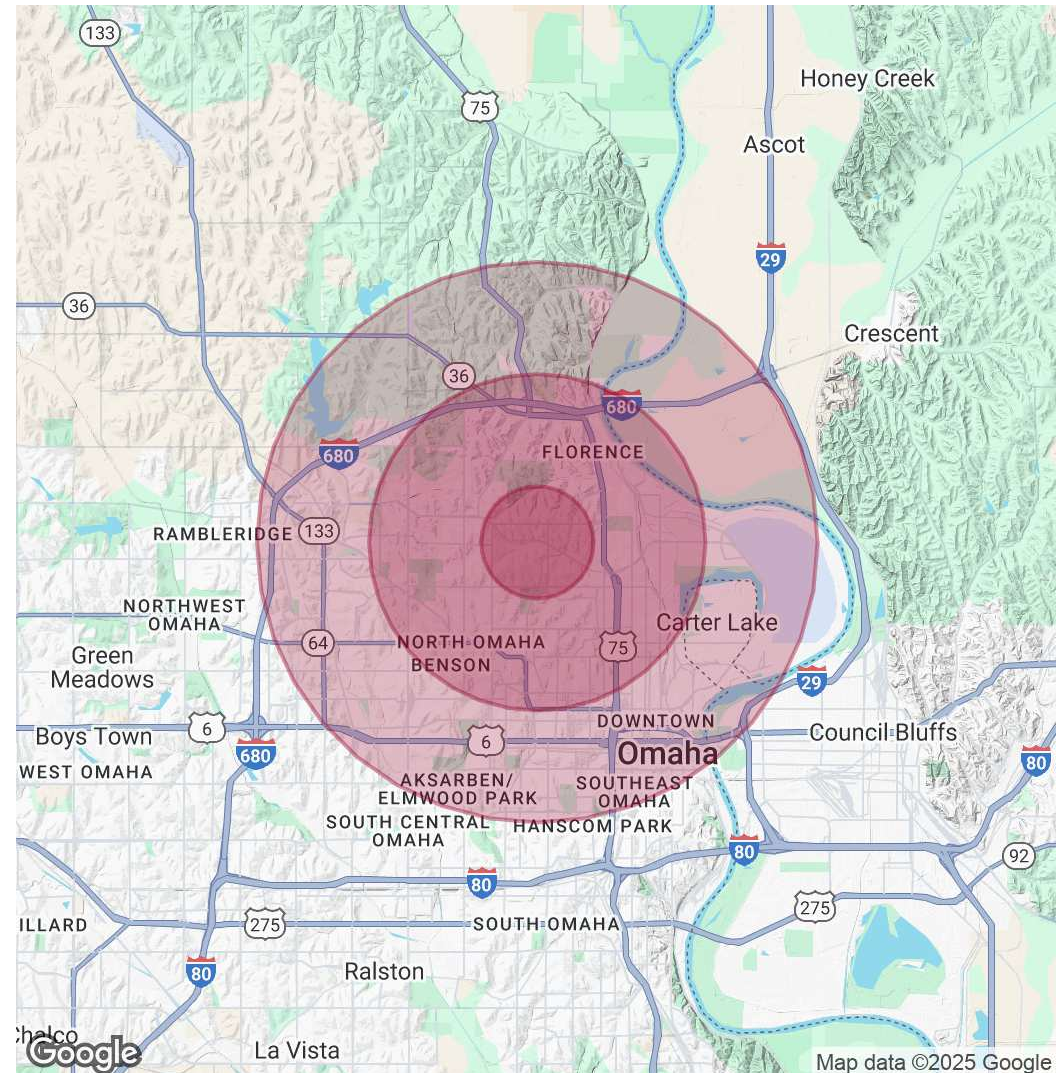 133
Honey Creek
75
Ascot
29
36
Crescent
36
680
680
FLORENCE
RAMBLERIDGE
133
NORTHWEST
OMAHA
Carter Lake
64
NORTH OMAHA
75
Green
Meadows
BENSON
29
DOWNTOWN
6
Boys Town
6
Council Bluffs
680
Omaha
80
WEST OMAHA
AKSARBEN/
ELMWOOD PARK
SOUTHEAST
OMAHA
SOUTH CENTRAL
OMAHA
HANSCOM PARK
80
92
80
275
ILLARD
275
SOUTH OMAHA
80
Ralston
Chalco
Google
La Vista
Map data ©2025 Google